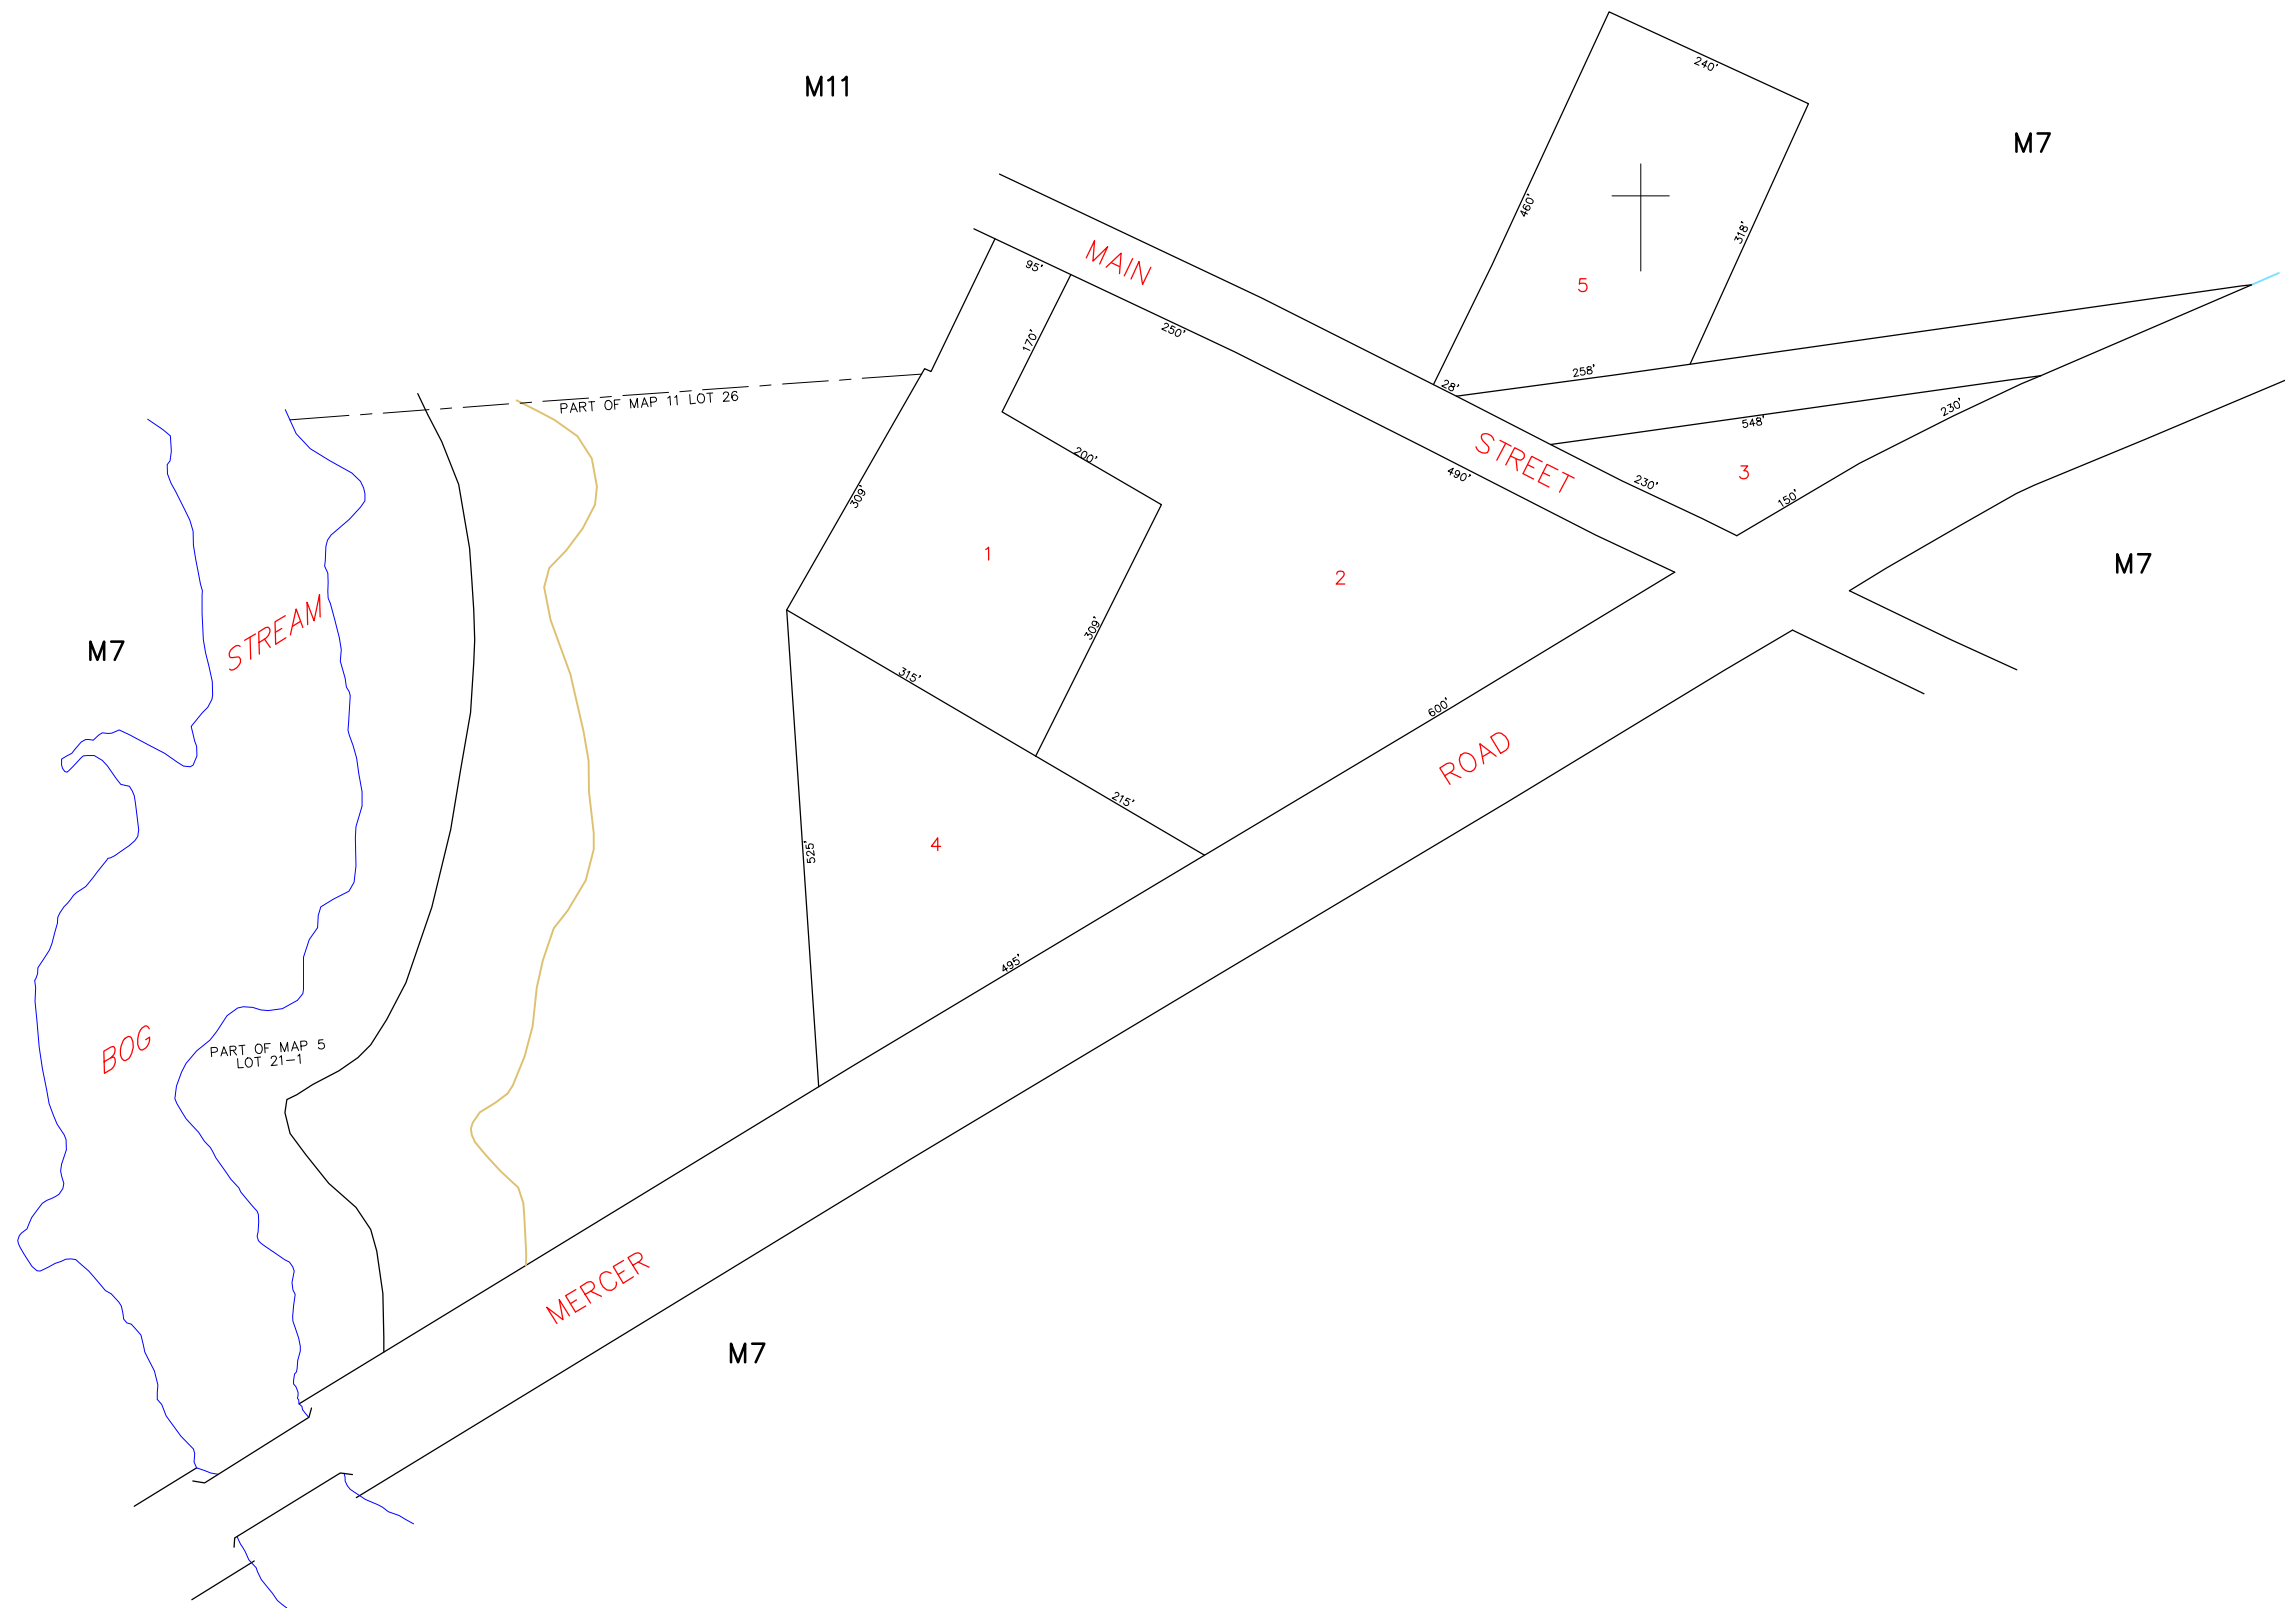 240'
M11
M7
460'
318'
MAIN
95'
5
250'
170'
258'
28'
PART OF MAP 11 LOT 26
230'
548'
200'
STREET
490'
3
230'
309'
150'
1
M7
2
STREAM
309'
M7
315'
600'
ROAD
215'
4
525'
495'
BOG
PART OF MAP 5
LOT 21-1
MERCER
M7